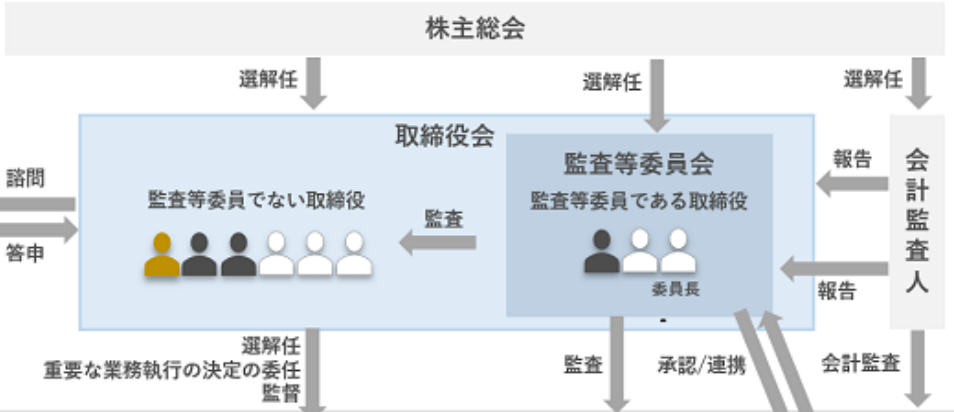 株主総会
選解任
選解任
選解任
取締役会
監査等委員会
監査等委員でない取締役
監査等委員である取締役
監査
委員長
諮問
答申
報告
報告
会計監査人
選解任
重要な業務執行の決定の委任
監督
監査
承認/連携
会計監査